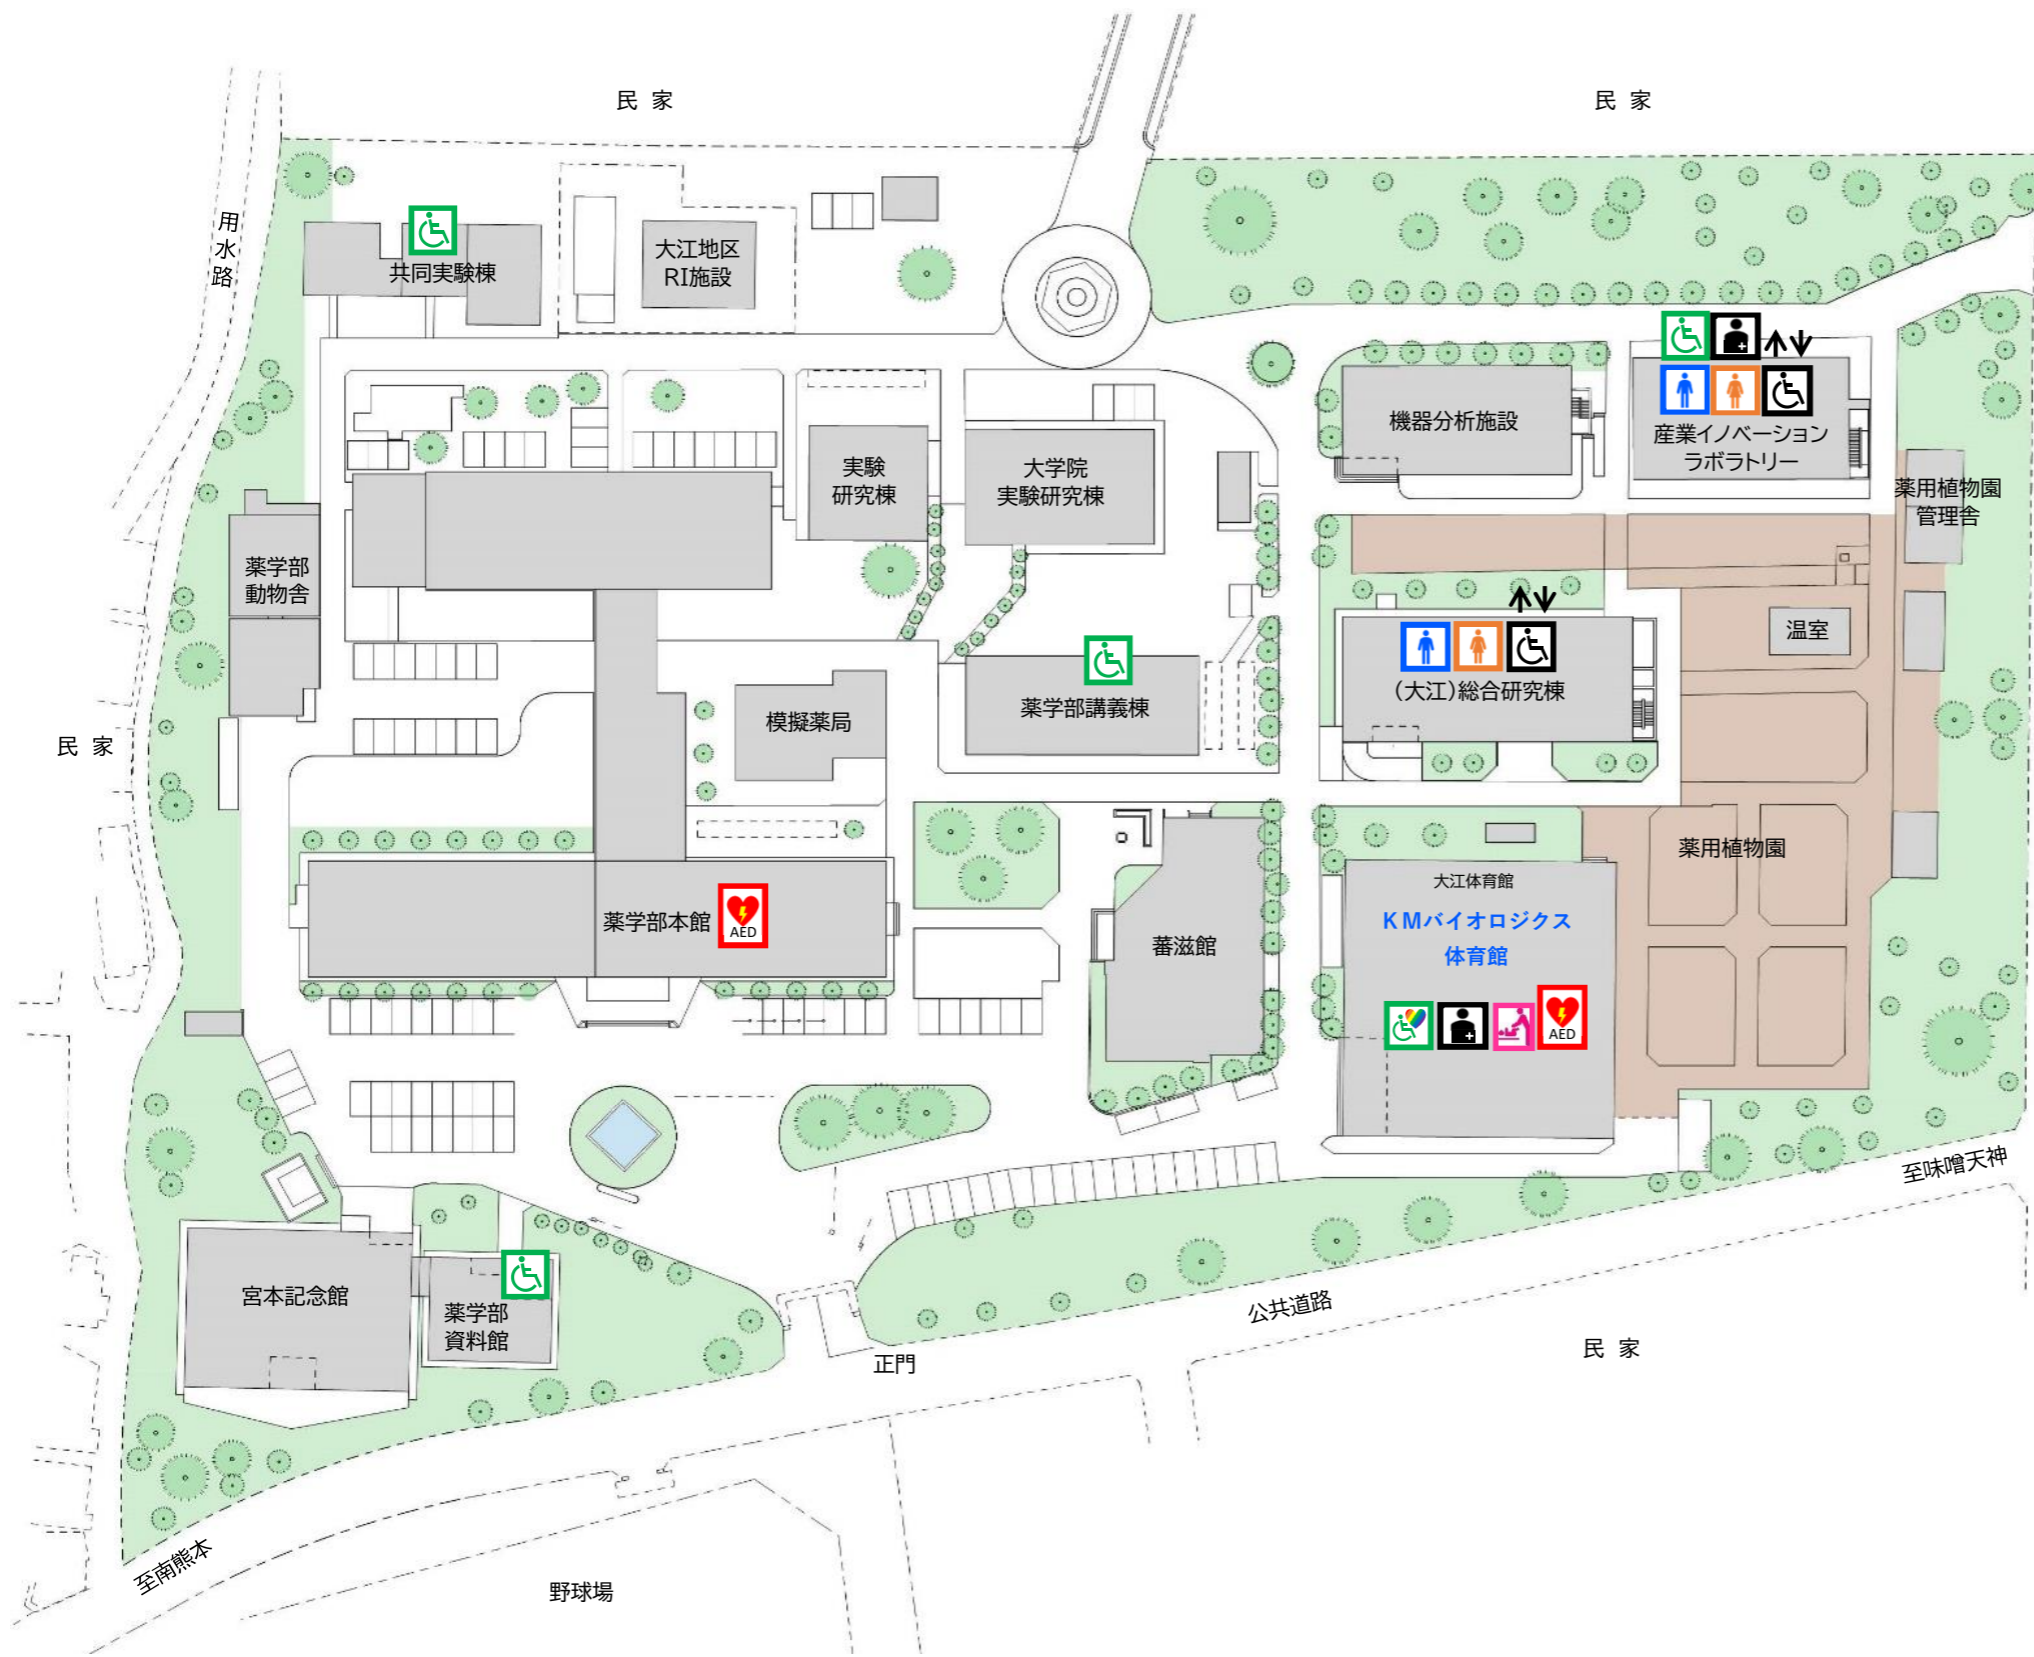 民 家
民 家
用水路
共同実験棟
大江地区
RI施設
機器分析施設
産業イノベーション
ラボラトリー
実験
研究棟
大学院
実験研究棟
薬用植物園
管理舎
薬学部
動物舎
温室
(大江)総合研究棟
薬学部講義棟
模擬薬局
民 家
薬用植物園
大江体育館
KMバイオロジクス
体育館
AED
薬学部本館
AED
蕃滋館
至味噌天神
宮本記念館
薬学部
資料館
公共道路
正門
民 家
至南熊本
野球場